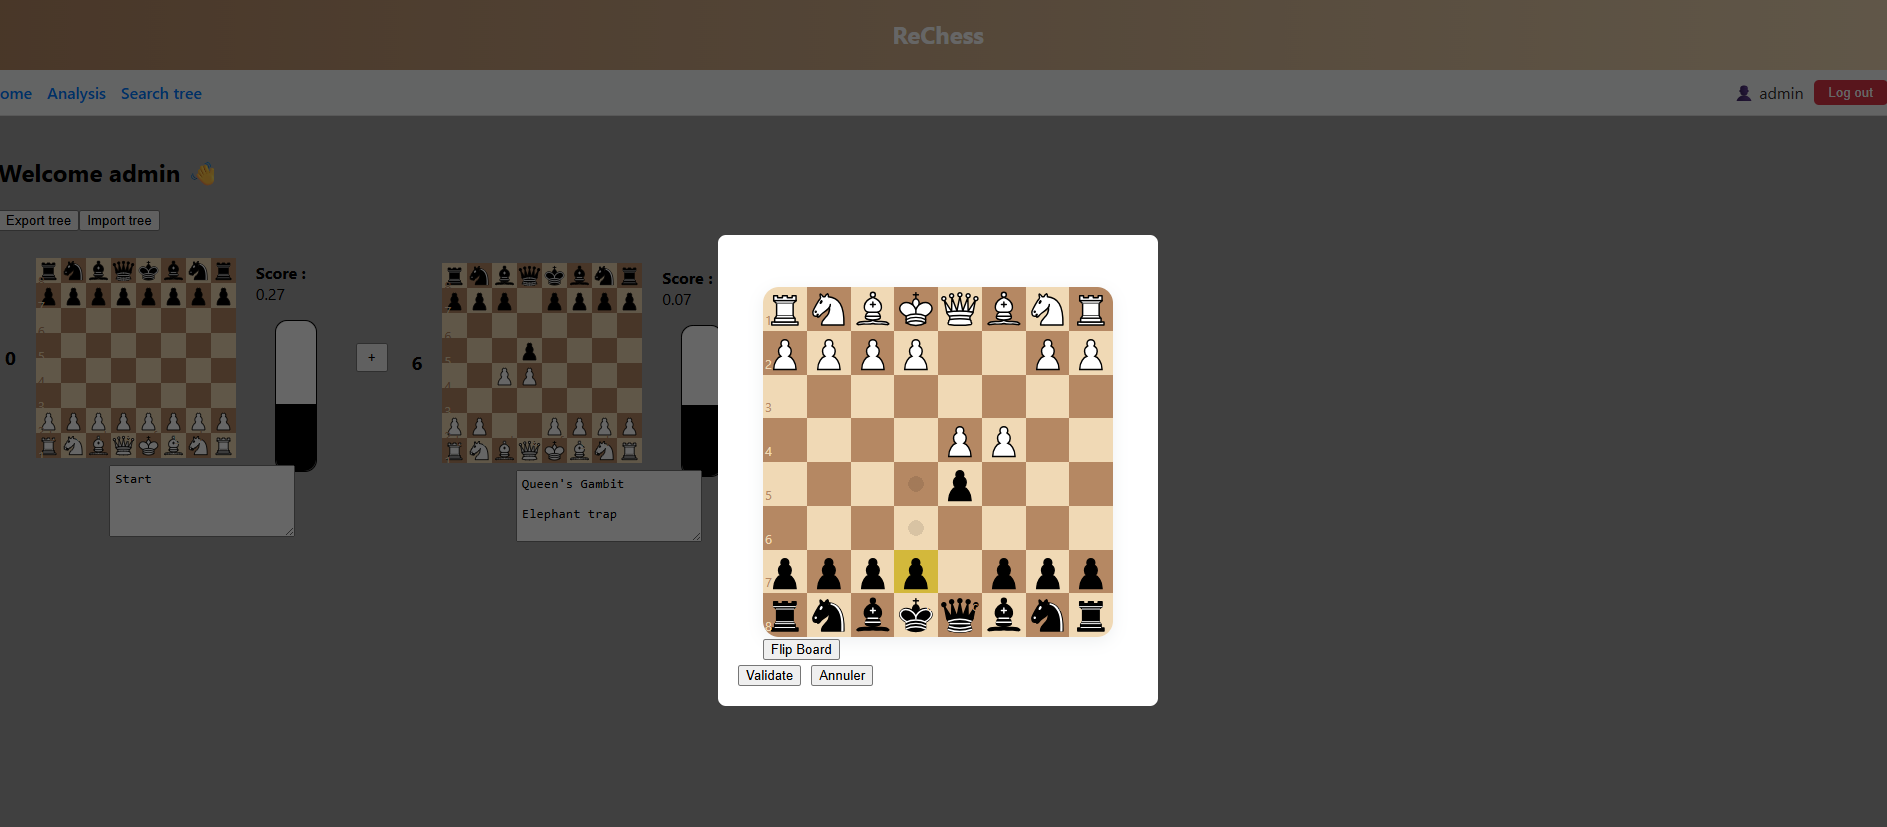 ReChess
ome Analysis Search tree
admin Log out
Welcome admin 👋
Export tree Import tree
Score :
0.27
0
Start
+
Score :
0.07
6
Queen's Gambit
Elephant trap
1
2
3
4
5
6
7
8
Flip Board
Validate Annuler